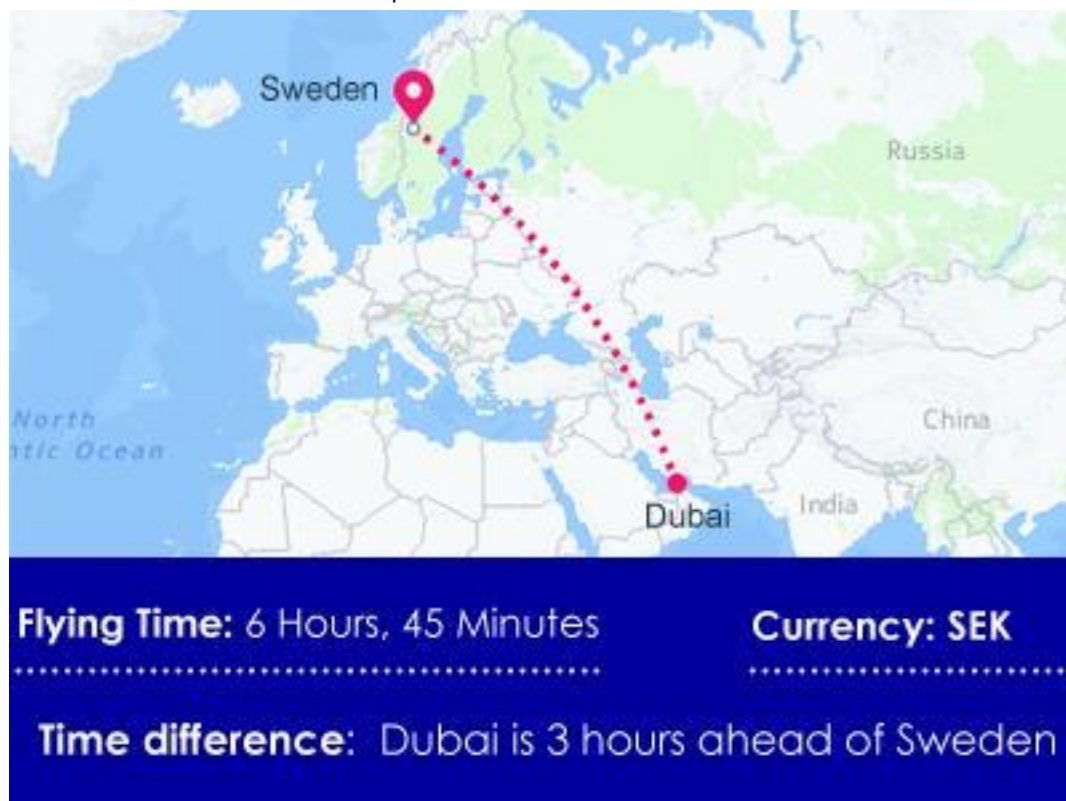 Sweden
Russia
North
ntic Ocean
China
India
Dubai
Flying Time: 6 Hours, 45 Minutes
Currency: SEK
Time difference: Dubai is 3 hours ahead of Sweden